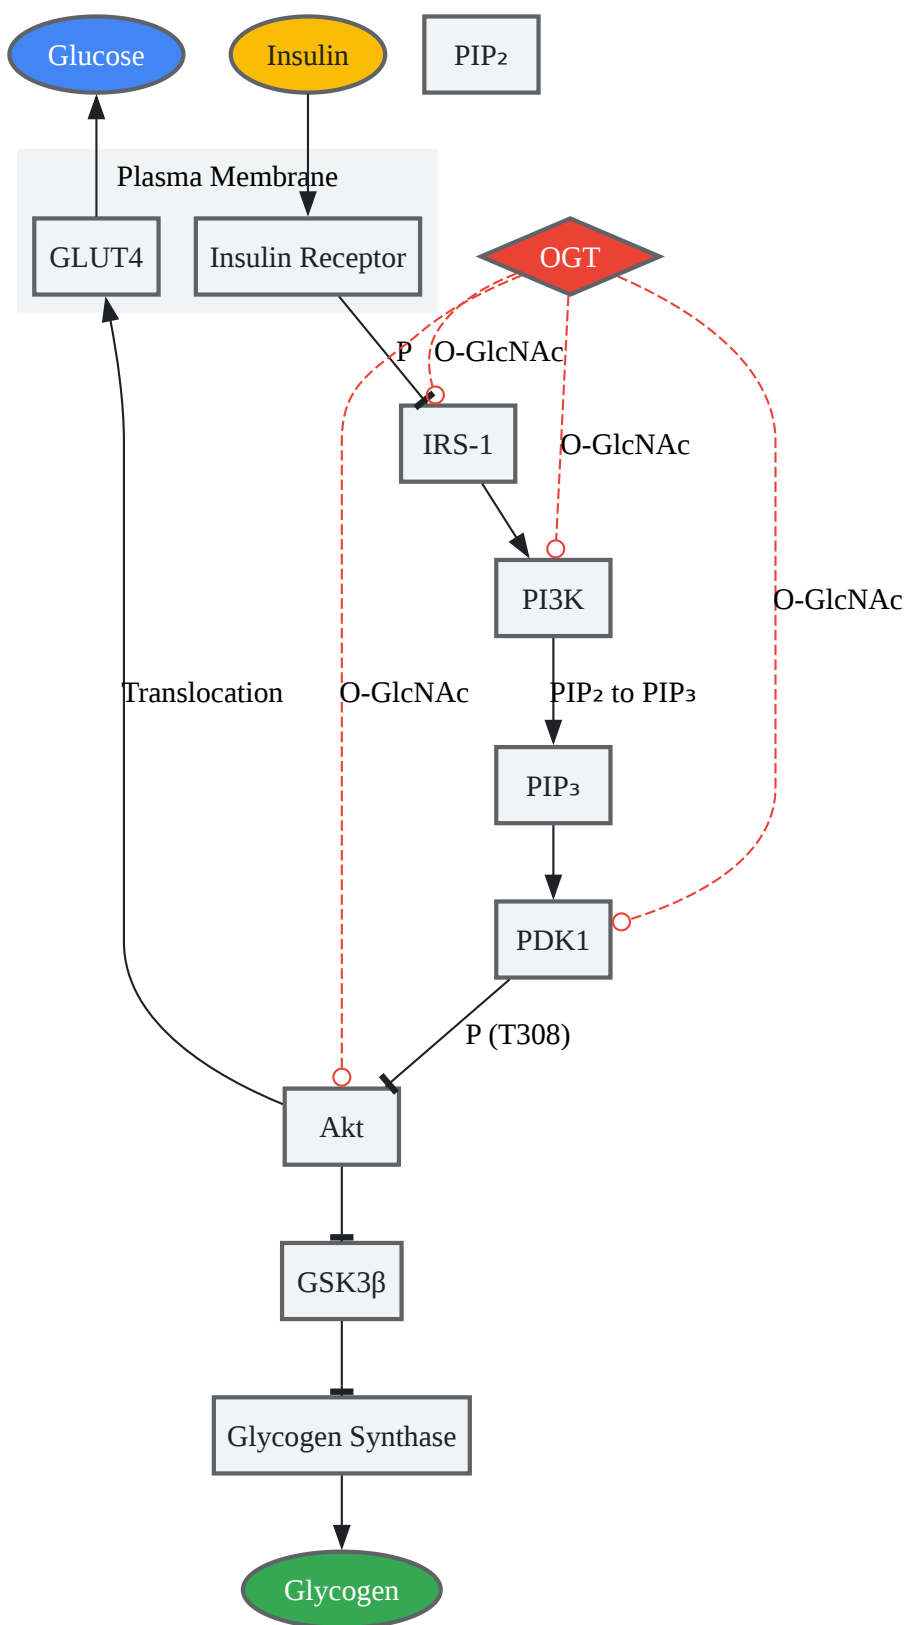 Glucose
Insulin
PIP₂
Plasma Membrane
GLUT4
Insulin Receptor
OGT
P
O-GlcNAc
IRS-1
O-GlcNAc
PI3K
O-GlcNAc
Translocation
O-GlcNAc
PIP₂ to PIP₃
PIP₃
PDK1
P (T308)
Akt
GSK3β
Glycogen Synthase
Glycogen